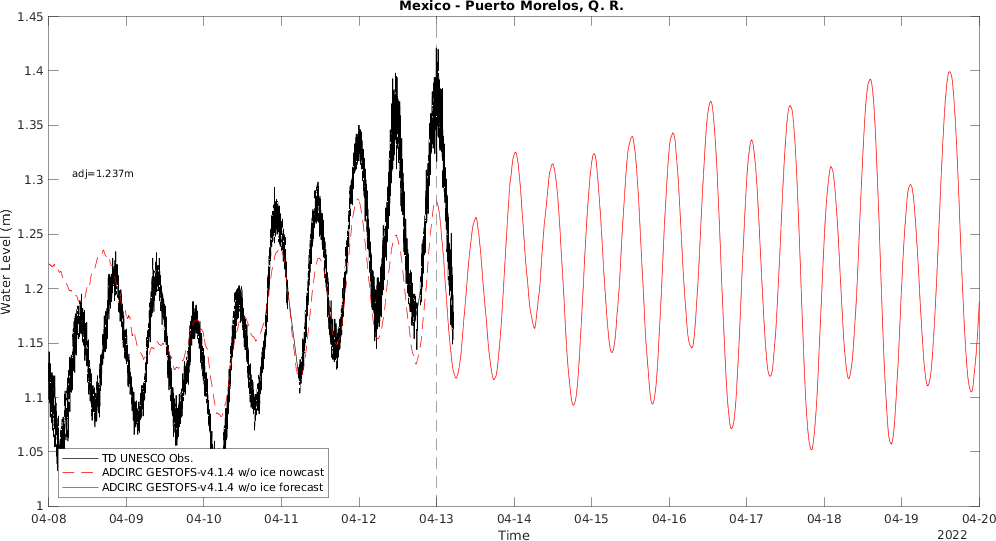 Mexico - Puerto Morelos, Q. R.
1.45
1.4
1.35
1.3
1.25
1.2
1.15
1.1
1.05
1
Water Level (m)
adj=1.237m
TD UNESCO Obs.
ADCIRC GESTOFS-v4.1.4 w/o ice nowcast
ADCIRC GESTOFS-v4.1.4 w/o ice forecast
04-08 04-09 04-10 04-11 04-12 04-13 04-14 04-15 04-16 04-17 04-18 04-19 04-20
Time
2022